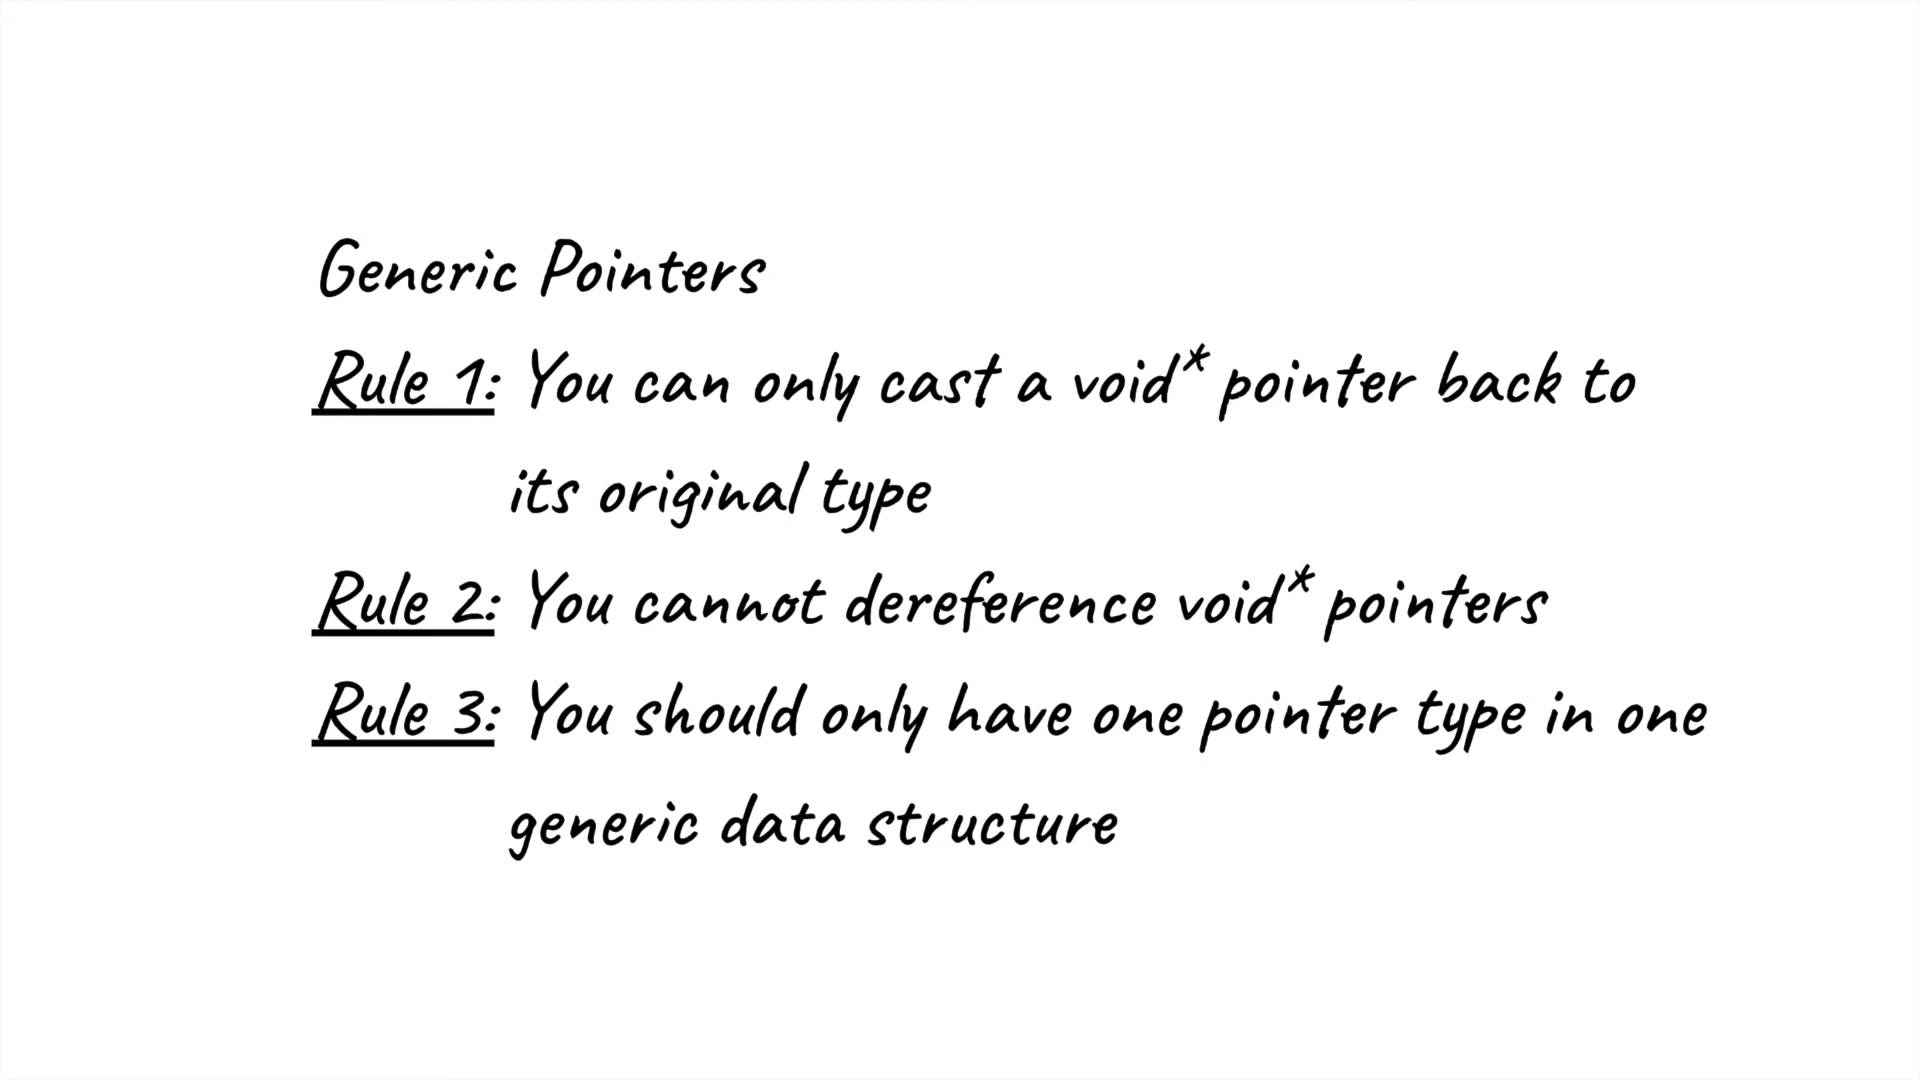 Generic Pointers
Rule 1: You can only cast a void* pointer back to
its original type
Rule 2: You cannot dereference void* pointers
Rule 3: You should only have one pointer type in one
generic data structure